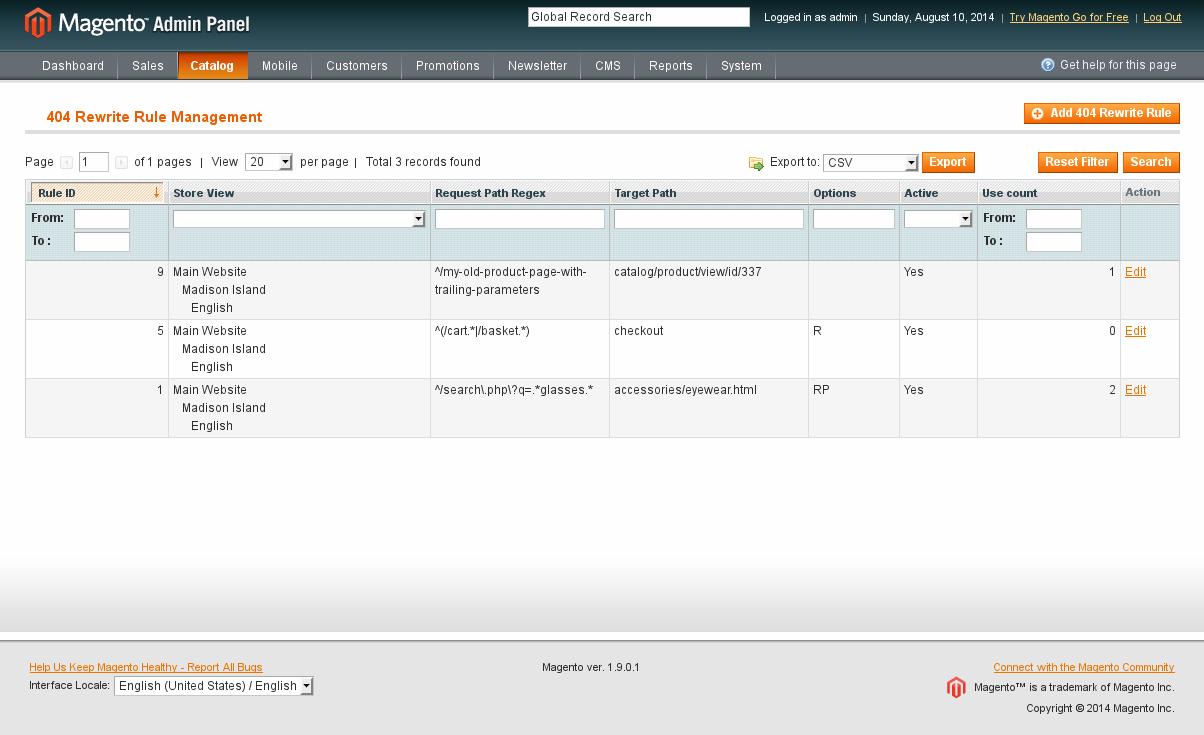 Magento™ Admin Panel
Global Record Search
Logged in as admin | Sunday, August 10, 2014 | Try Magento Go for Free | Log Out
Dashboard Sales Catalog Mobile Customers Promotions Newsletter CMS Reports System
Get help for this page
404 Rewrite Rule Management
Add 404 Rewrite Rule
Page 1 of 1 pages | View 20 per page | Total 3 records found
Export to: CSV Export Reset Filter Search
Rule ID Store View Request Path Regex Target Path Options Active Use count Action
From: From:
To : To :
9 Main Website ^/my-old-product-page-with- catalog/product/view/id/337 Yes 1 Edit
Madison Island trailing-parameters
English
5 Main Website ^(/cart.*|/basket.*) checkout R Yes 0 Edit
Madison Island
English
1 Main Website ^/search\.php\?q=.*glasses.* accessories/eyewear.html RP Yes 2 Edit
Madison Island
English
Help Us Keep Magento Healthy - Report All Bugs
Interface Locale: English (United States) / English
Magento ver. 1.9.0.1
Connect with the Magento Community
Magento™ is a trademark of Magento Inc.
Copyright © 2014 Magento Inc.